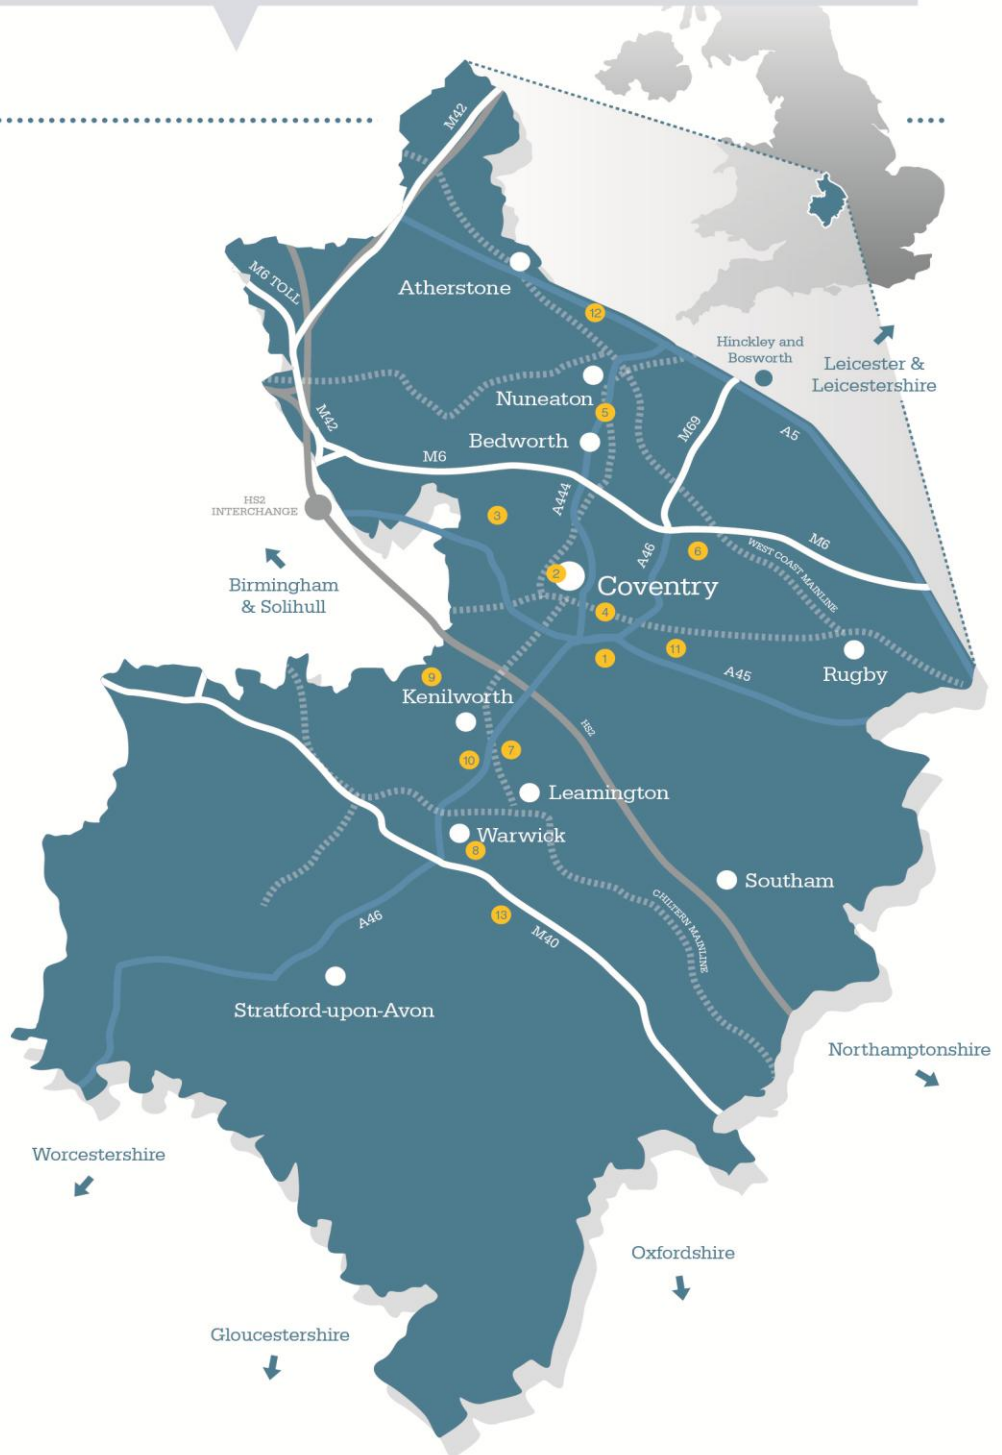 M42
M6 TOLL
Atherstone
12
Hinckley and
Bosworth
Leicester &
Leicestershire
Nuneaton
5
M42
Bedworth
M69
A5
M6
A444
HS2
INTERCHANGE
3
A46
6
M6
WEST COAST MAINLINE
Birmingham
& Solihull
2
Coventry
4
1
11
A45
Rugby
9
Kenilworth
HS2
10
7
Leamington
Warwick
8
Southam
CHILTERN MAINLINE
A46
13
M40
Stratford-upon-Avon
Northamptonshire
Worcestershire
Oxfordshire
Gloucestershire